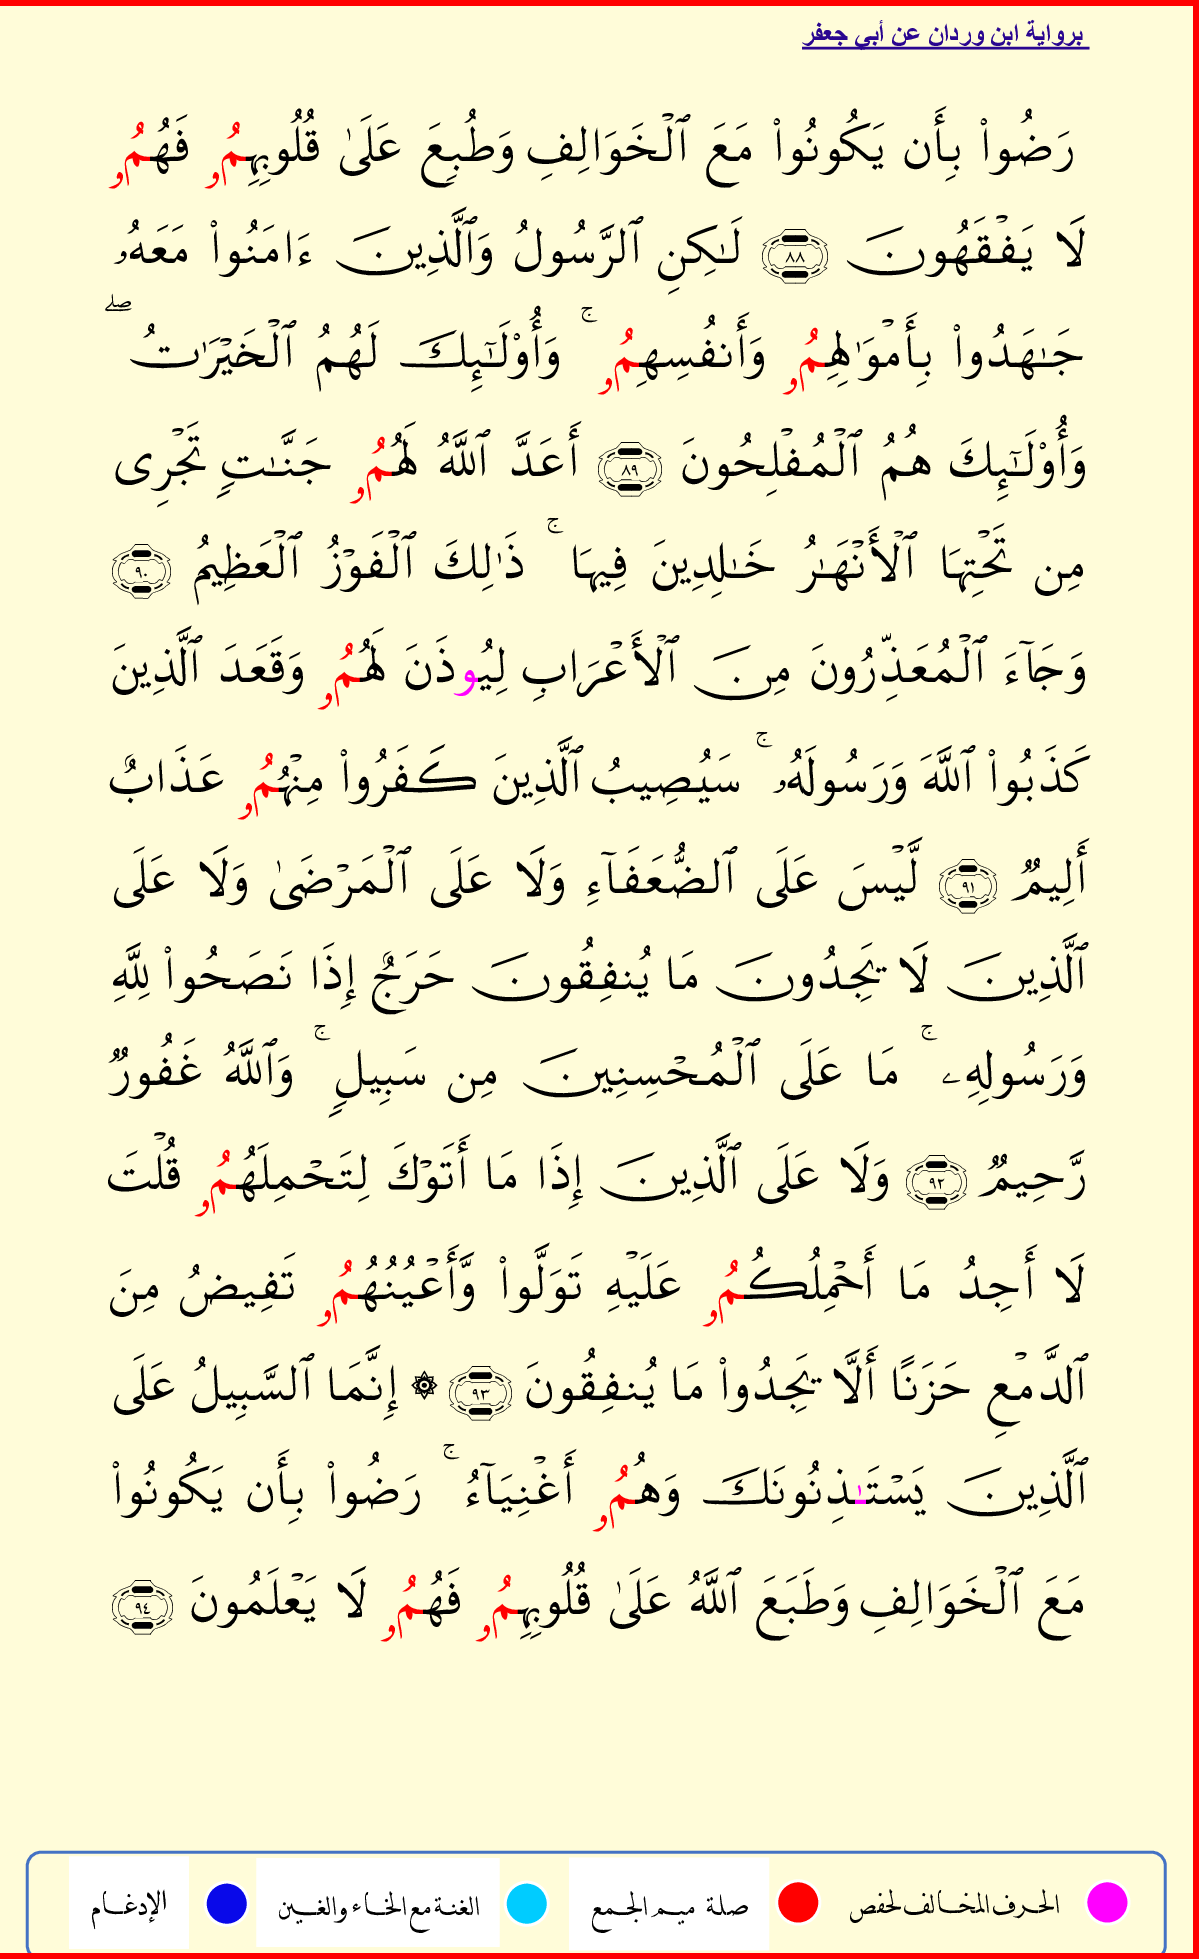 برواية ابن وردان عن أبي جعفر
رَضُوا۟ بِأَن يَكُونُوا۟ مَعَ ٱلْخَوَالِفِ وَطُبِعَ عَلَىٰ قُلُوبِهِمُۥ فَهُمُۥ
لَا يَفْقَهُونَ ٨٨ لَـٰكِنِ ٱلرَّسُولُ وَٱلَّذِينَ ءَامَنُوا۟ مَعَهُۥ
جَـٰهَدُوا۟ بِأَمْوَٰلِهِمُۥ وَأَنفُسِهِمُۥ ۚ وَأُو۟لَـٰٓئِكَ لَهُمُ ٱلْخَيْرَٰتُ ۖ
وَأُو۟لَـٰٓئِكَ هُمُ ٱلْمُفْلِحُونَ ٨٩ أَعَدَّ ٱللَّهُ لَهُمُۥ جَنَّـٰتٍ تَجْرِى
مِن تَحْتِهَا ٱلْأَنْهَـٰرُ خَـٰلِدِينَ فِيهَا ۚ ذَٰلِكَ ٱلْفَوْزُ ٱلْعَظِيمُ ٩٠
وَجَآءَ ٱلْمُعَذِّرُونَ مِنَ ٱلْأَعْرَابِ لِيُوذَنَ لَهُمُۥ وَقَعَدَ ٱلَّذِينَ
كَذَبُوا۟ ٱللَّهَ وَرَسُولَهُۥ ۚ سَيُصِيبُ ٱلَّذِينَ كَفَرُوا۟ مِنْهُمُۥ عَذَابٌ
أَلِيمٌ ٩١ لَّيْسَ عَلَى ٱلضُّعَفَآءِ وَلَا عَلَى ٱلْمَرْضَىٰ وَلَا عَلَى
ٱلَّذِينَ لَا يَجِدُونَ مَا يُنفِقُونَ حَرَجٌ إِذَا نَصَحُوا۟ لِلَّهِ
وَرَسُولِهِۦ ۚ مَا عَلَى ٱلْمُحْسِنِينَ مِن سَبِيلٍ ۚ وَٱللَّهُ غَفُورٌ
رَّحِيمٌ ٩٢ وَلَا عَلَى ٱلَّذِينَ إِذَا مَا أَتَوْكَ لِتَحْمِلَهُمُۥ قُلْتَ
لَا أَجِدُ مَا أَحْمِلُكُمُۥ عَلَيْهِ تَوَلَّوا۟ وَّأَعْيُنُهُمُۥ تَفِيضُ مِنَ
ٱلدَّمْعِ حَزَنًا أَلَّا يَجِدُوا۟ مَا يُنفِقُونَ ٩٣ ۞ إِنَّمَا ٱلسَّبِيلُ عَلَى
ٱلَّذِينَ يَسْتَـٰذِنُونَكَ وَهُمُۥ أَغْنِيَآءُ ۚ رَضُوا۟ بِأَن يَكُونُوا۟
مَعَ ٱلْخَوَالِفِ وَطَبَعَ ٱللَّهُ عَلَىٰ قُلُوبِهِمُۥ فَهُمُۥ لَا يَعْلَمُونَ ٩٤
الحرف المخالف لحفص صلة ميم الجمع الغنة مع الخاء والغين الإدغام